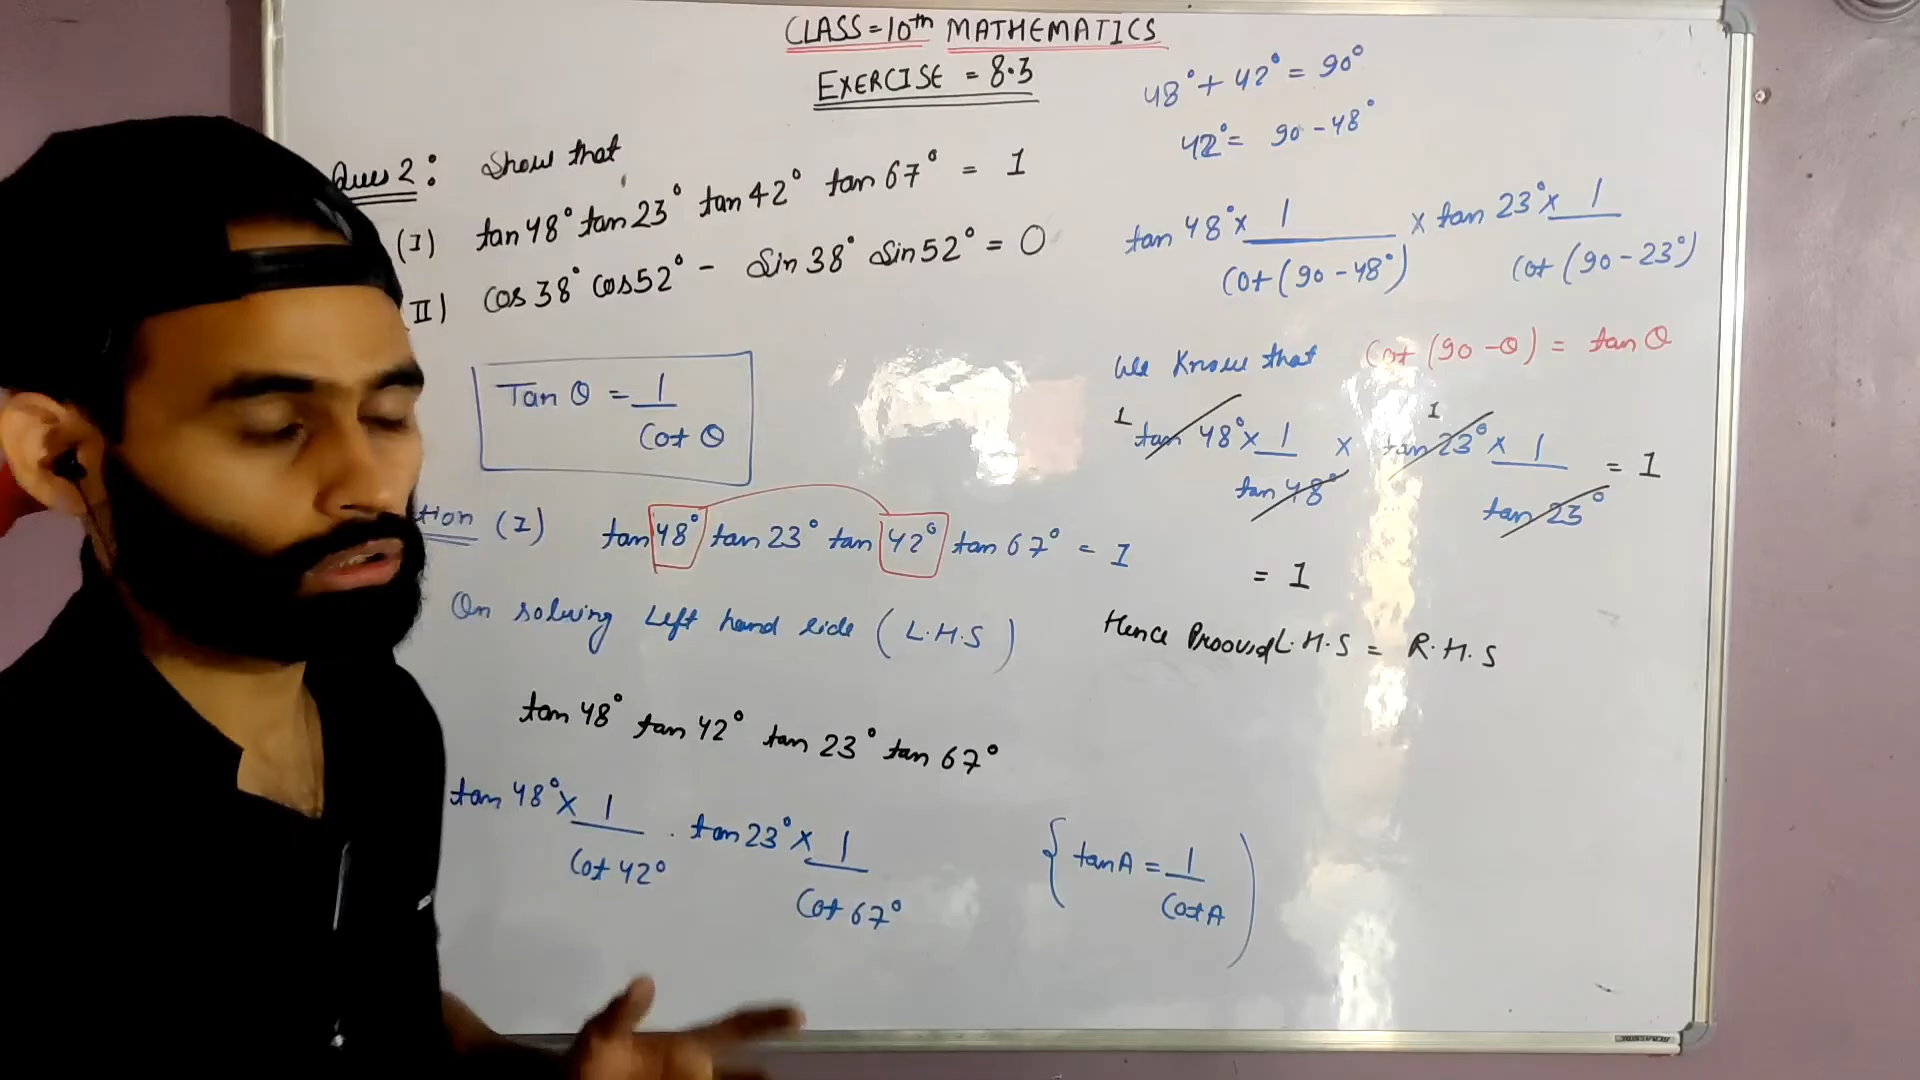 CLASS=10th MATHEMATICS
EXERCISE = 8.3
Ques 2: Show that
(I) tan 48° tan 23° tan 42° tan 67° = 1
(II) cos 38° cos 52° - Sin 38° Sin 52° = 0
Tan θ = 1
Cot θ
tion (I) tan 48° tan 23° tan 42° tan 67° = 1
On solving Left hand side (L.H.S)
tan 48° tan 42° tan 23° tan 67°
tan 48° × 1 . tan 23° × 1
Cot 42° Cot 67°
{ tan A = 1 )
Cot A
48° + 42° = 90°
42° = 90 - 48°
tan 48° × 1 × tan 23° × 1
Cot (90 - 48°) Cot (90 - 23°)
We Know that Cot (90 - θ) = tan θ
1 1
tan 48° × 1 × tan 23° × 1 = 1
tan 48° tan 23°
= 1
Hence Prooved L.H.S = R.H.S